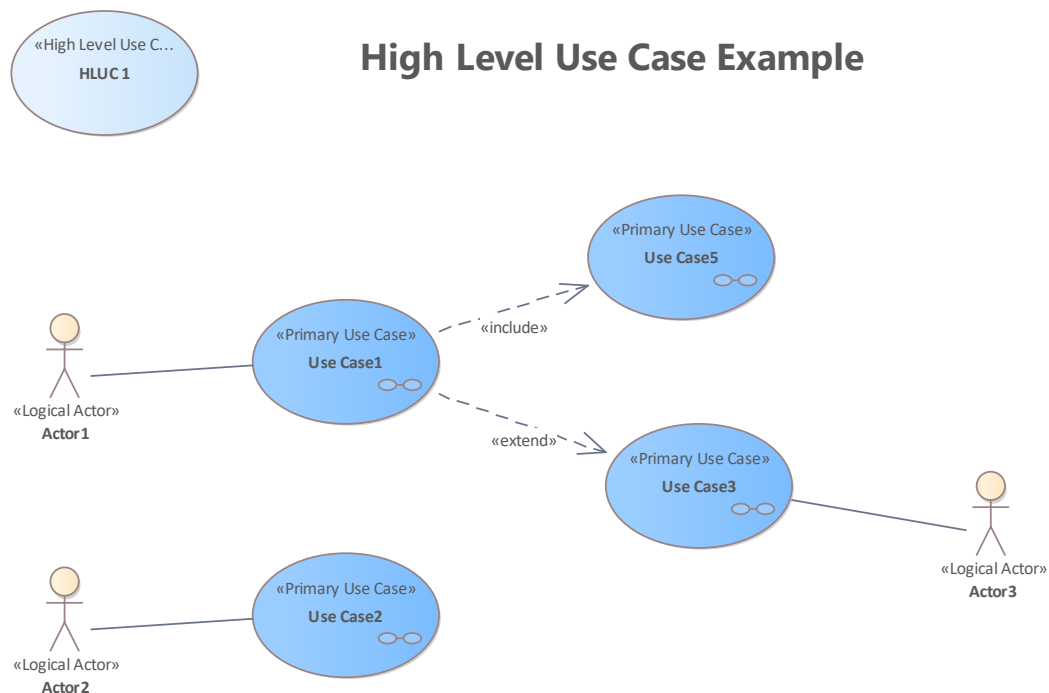 «High Level Use C...
HLUC 1
High Level Use Case Example
«Primary Use Case»
Use Case5
«include»
«Primary Use Case»
Use Case1
«Logical Actor»
Actor1
«extend»
«Primary Use Case»
Use Case3
«Logical Actor»
Actor3
«Primary Use Case»
Use Case2
«Logical Actor»
Actor2